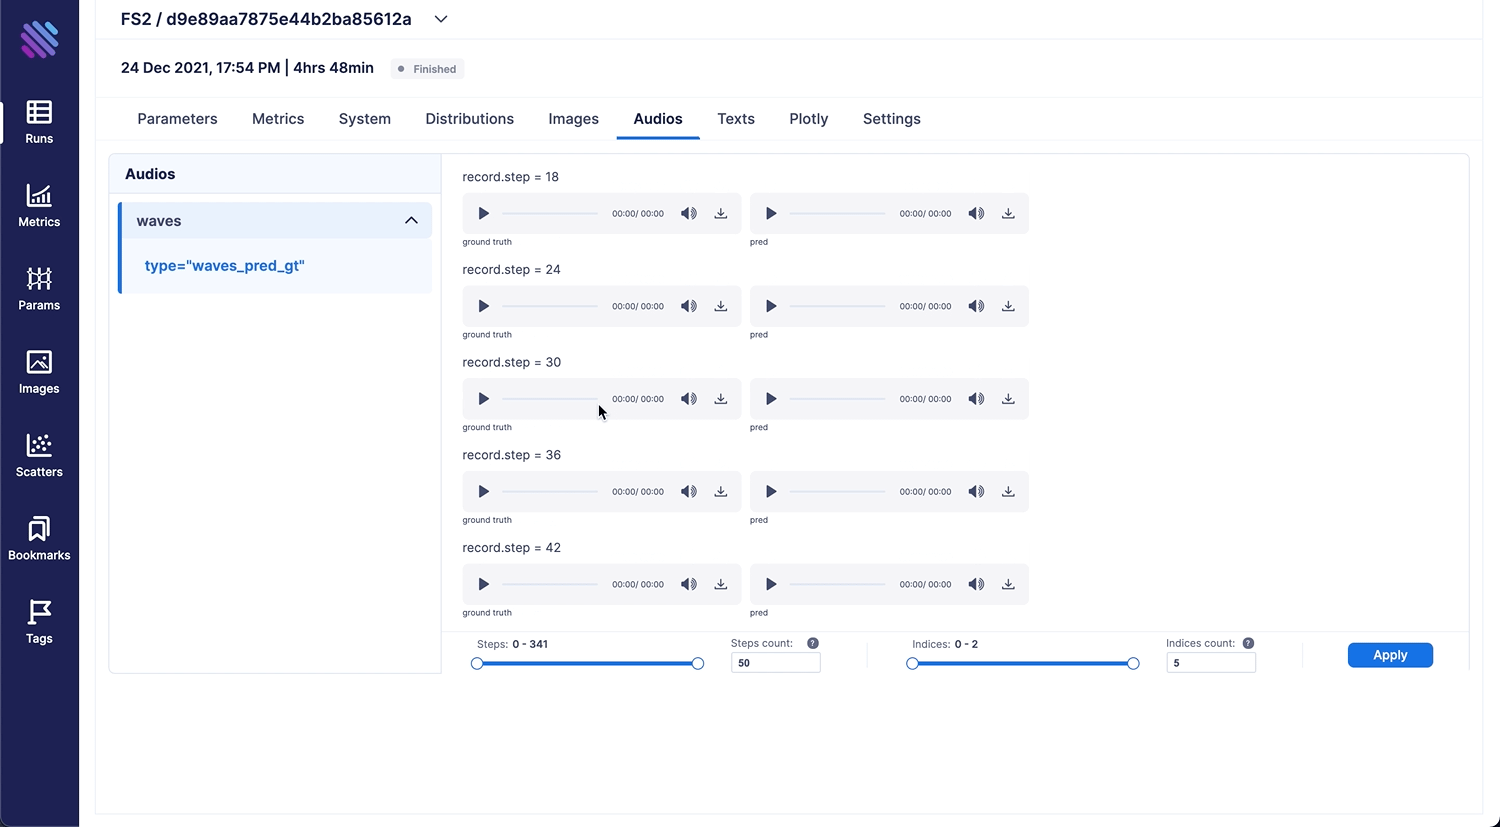 FS2 / d9e89aa7875e44b2ba85612a
24 Dec 2021, 17:54 PM | 4hrs 48min
Finished
Runs
Metrics
Params
Images
Scatters
Bookmarks
Tags
Parameters Metrics System Distributions Images Audios Texts Plotly Settings
Audios
waves
type="waves_pred_gt"
record.step = 18
00:00/ 00:00 00:00/ 00:00
ground truth pred
record.step = 24
00:00/ 00:00 00:00/ 00:00
ground truth pred
record.step = 30
00:00/ 00:00 00:00/ 00:00
ground truth pred
record.step = 36
00:00/ 00:00 00:00/ 00:00
ground truth pred
record.step = 42
00:00/ 00:00 00:00/ 00:00
ground truth pred
Steps: 0 - 341 Steps count: ? Indices: 0 - 2 Indices count: ?
50 5
Apply